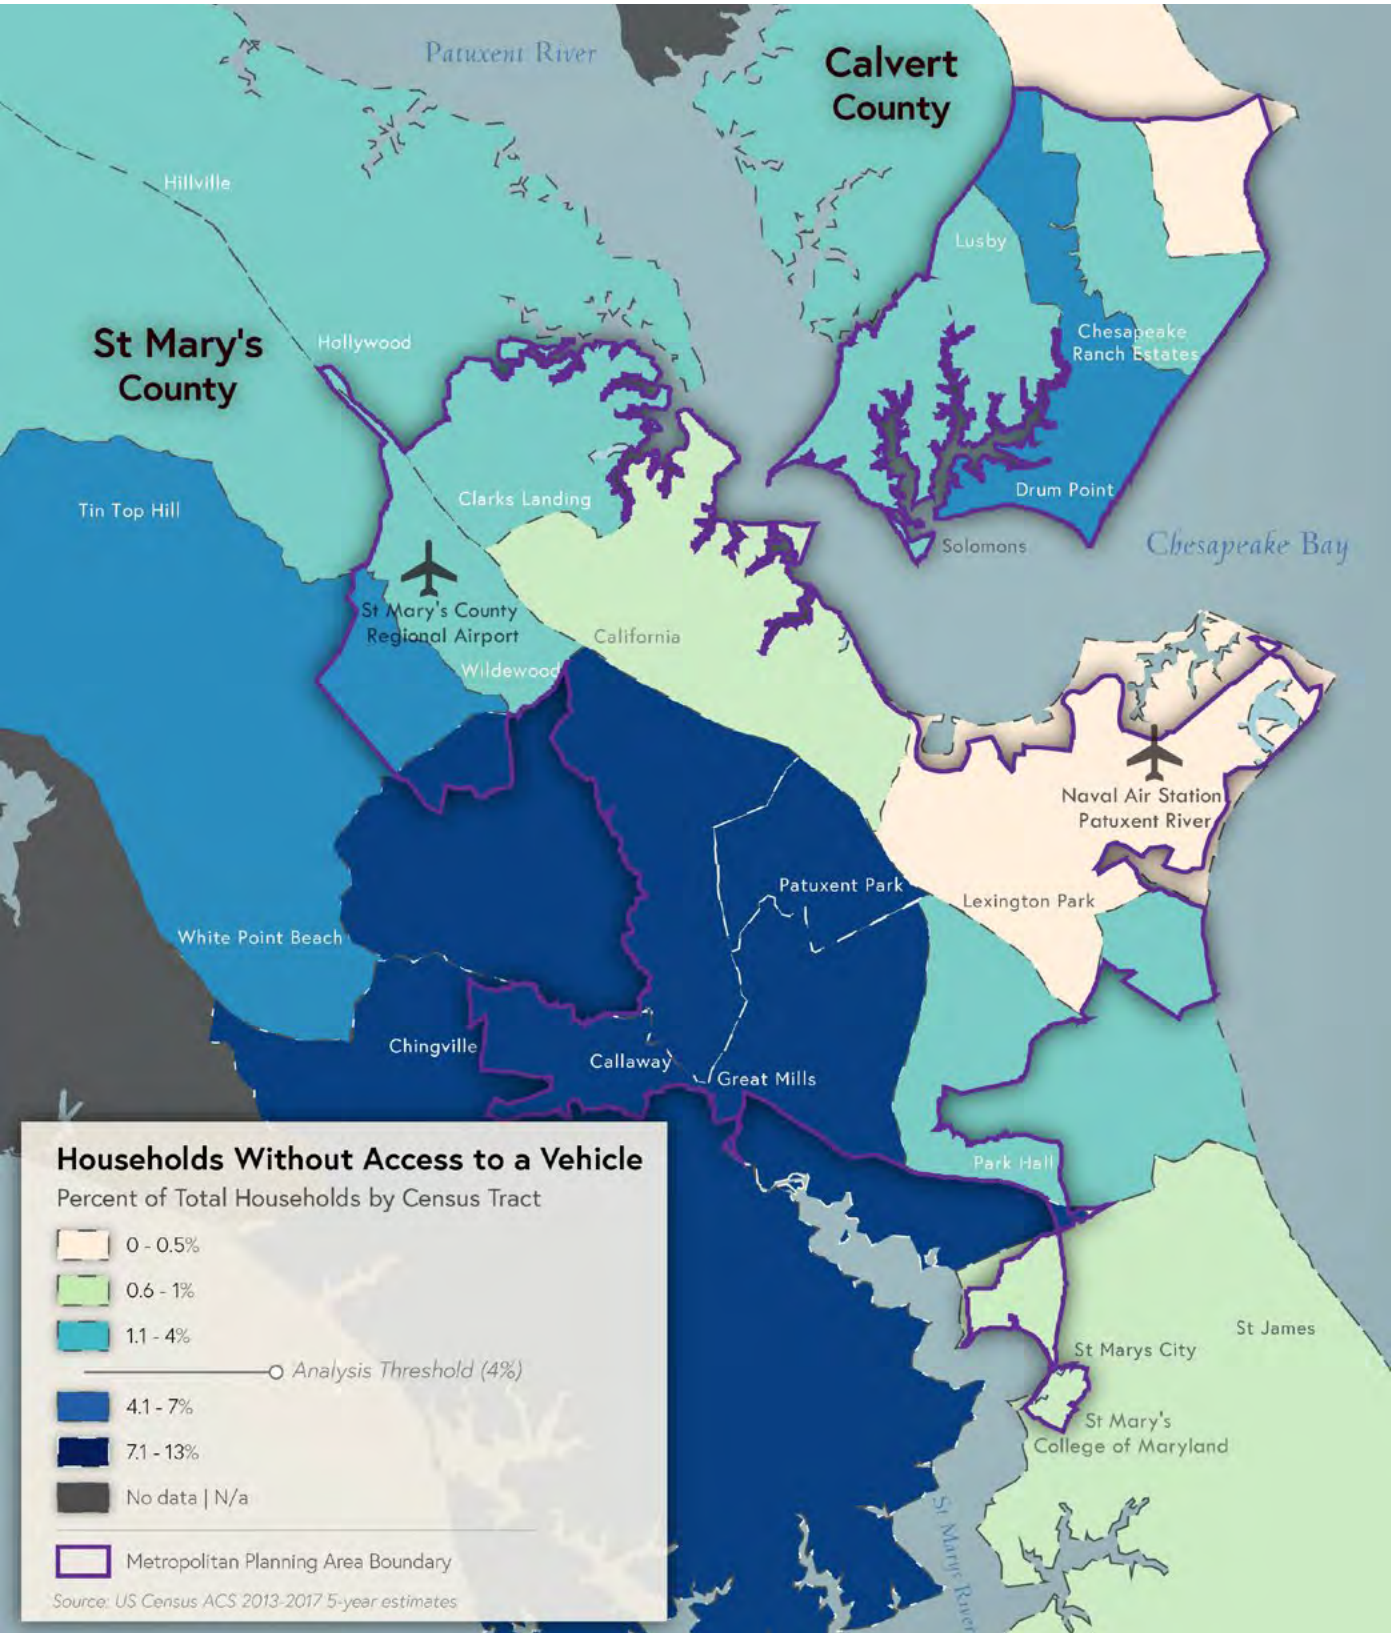 Patuxent River
Calvert
County
Hillville
Lusby
St Mary's
County
Hollywood
Chesapeake
Ranch Estates
Tin Top Hill
Clarks Landing
Drum Point
Solomons
Chesapeake Bay
St Mary's County
Regional Airport
California
Wildewood
Naval Air Station
Patuxent River
Patuxent Park
Lexington Park
White Point Beach
Chingville
Callaway
Great Mills
Park Hall
St James
St Marys City
St Mary's
College of Maryland
St Marys River
Households Without Access to a Vehicle
Percent of Total Households by Census Tract
0 - 0.5%
0.6 - 1%
1.1 - 4%
Analysis Threshold (4%)
4.1 - 7%
7.1 - 13%
No data | N/a
Metropolitan Planning Area Boundary
Source: US Census ACS 2013-2017 5-year estimates